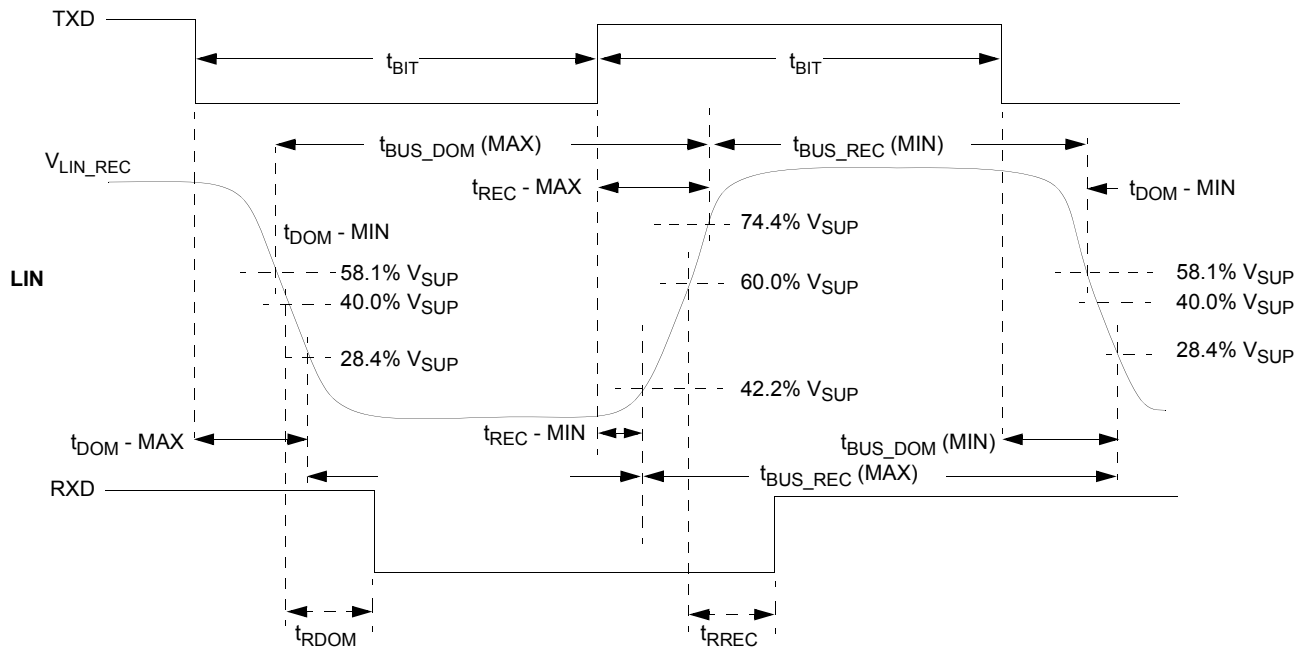 TXD
tBIT
tBIT
tBUS_DOM (MAX)
tBUS_REC (MIN)
VLIN_REC
tREC - MAX
tDOM - MIN
74.4% VSUP
tDOM - MIN
58.1% VSUP
60.0% VSUP
58.1% VSUP
LIN
40.0% VSUP
40.0% VSUP
28.4% VSUP
28.4% VSUP
42.2% VSUP
tDOM - MAX
tREC - MIN
tBUS_DOM (MIN)
tBUS_REC (MAX)
RXD
tRDOM
tRREC